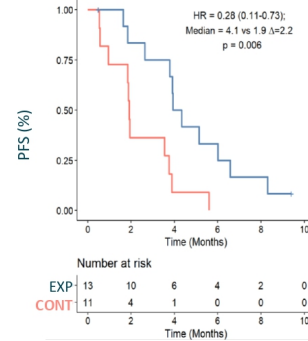 HR = 0.28 (0.11-0.73);
Median = 4.1 vs 1.9 Δ=2.2
p = 0.006
1.00
0.75
0.50
0.25
0.00
PFS (%)
0 2 4 6 8 10
Time (Months)
Number at risk
EXP 13 10 6 4 2 0
CONT 11 4 1 0 0 0
0 2 4 6 8 10
Time (Months)